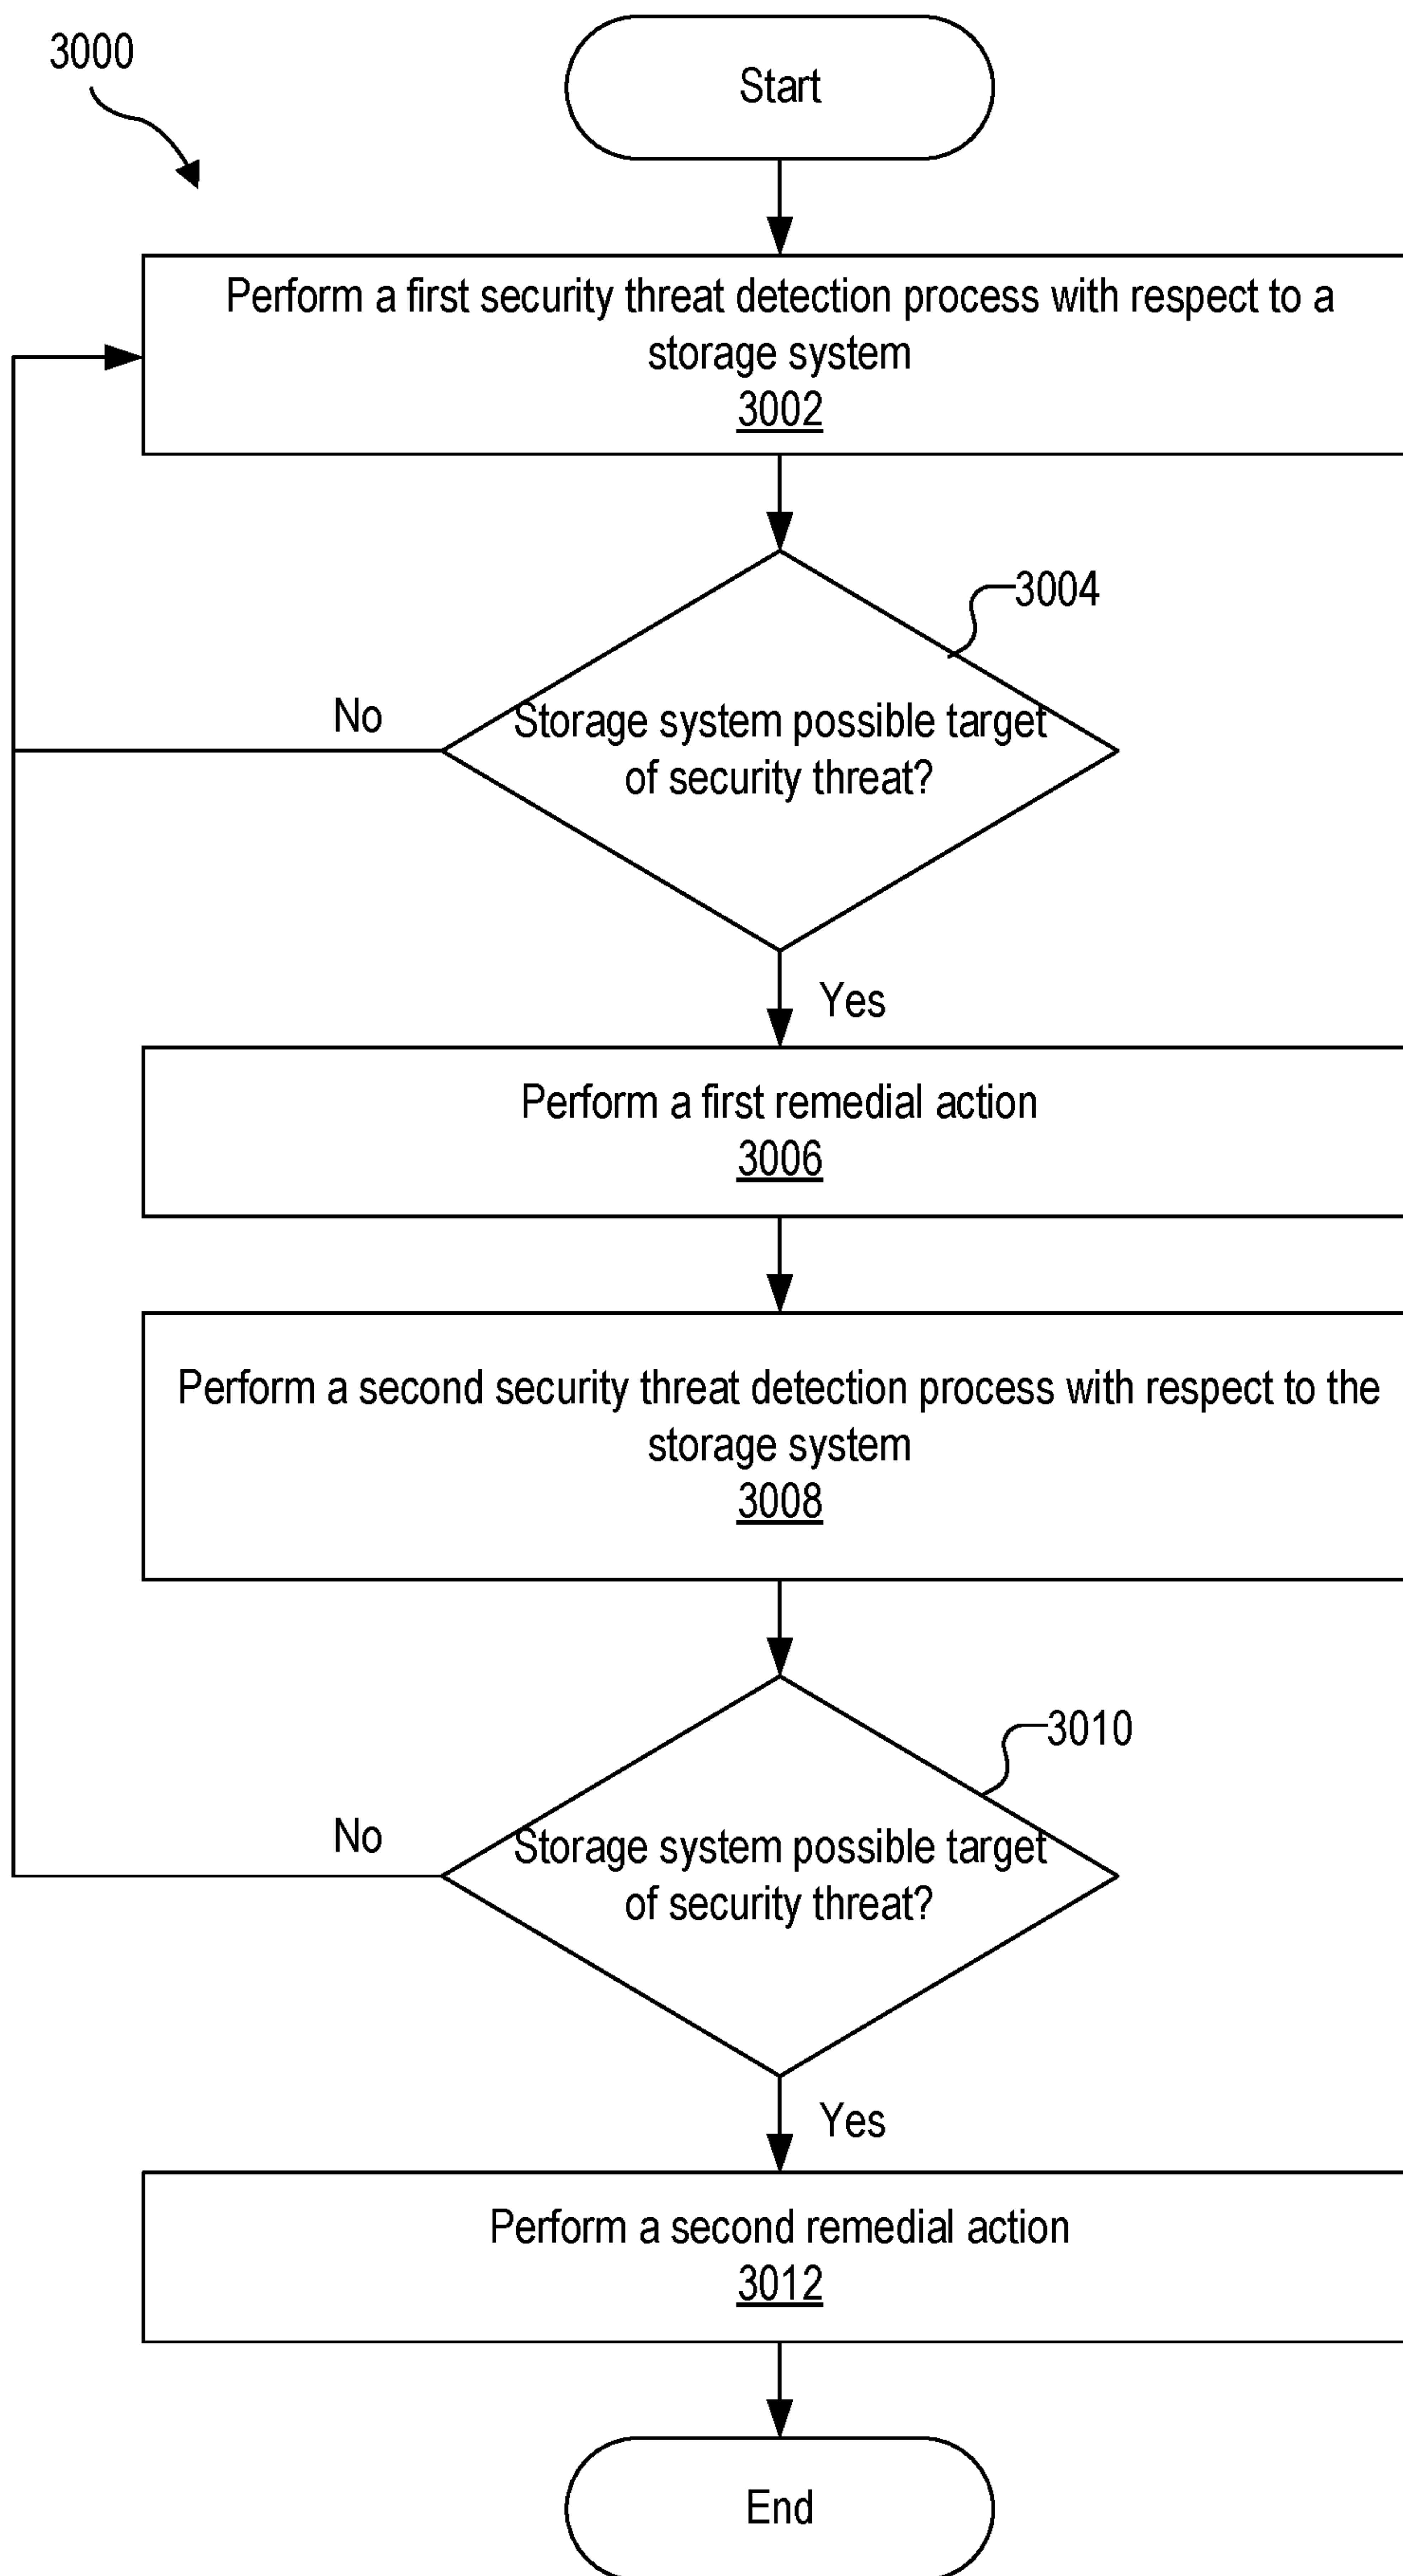 3000
Start
Perform a first security threat detection process with respect to a
storage system
3002
3004
No
Storage system possible target
of security threat?
Yes
Perform a first remedial action
3006
Perform a second security threat detection process with respect to the
storage system
3008
3010
No
Storage system possible target
of security threat?
Yes
Perform a second remedial action
3012
End